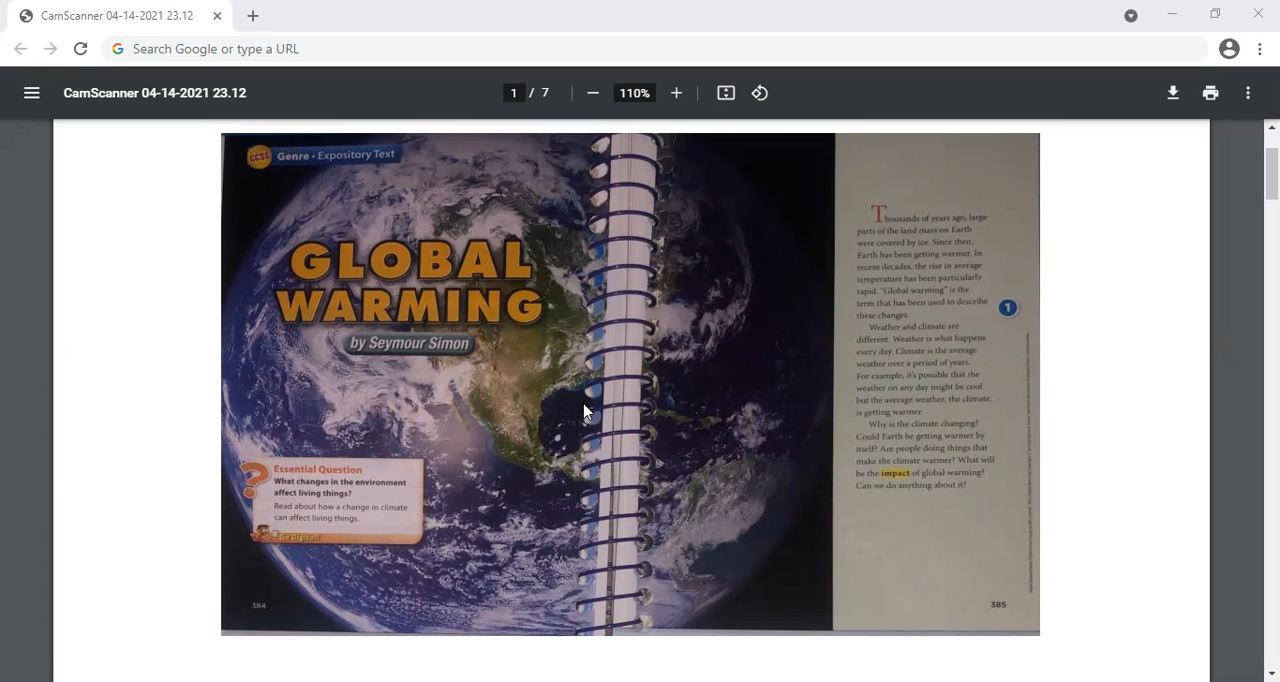 CamScanner 04-14-2021 23.12
Search Google or type a URL
CamScanner 04-14-2021 23.12
1 / 7
110%
CCSS Genre • Expository Text
GLOBAL
WARMING
by Seymour Simon
Essential Question
What changes in the environment
affect living things?
Read about how a change in climate
can affect living things.
Go Digital!
384
Thousands of years ago, large
parts of the land mass on Earth
were covered by ice. Since then,
Earth has been getting warmer. In
recent decades, the rise in average
temperature has been particularly
rapid. "Global warming" is the
term that has been used to describe
these changes.
Weather and climate are
different. Weather is what happens
every day. Climate is the average
weather over a period of years.
For example, it's possible that the
weather on any day might be cool
but the average weather, the climate,
is getting warmer.
Why is the climate changing?
Could Earth be getting warmer by
itself? Are people doing things that
make the climate warmer? What will
be the impact of global warming?
Can we do anything about it?
1
385